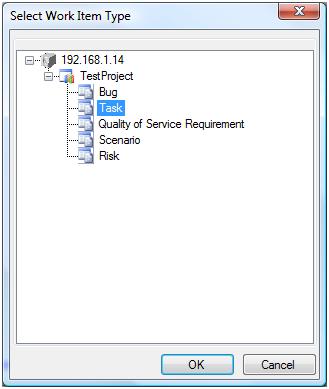 Select Work Item Type
192.168.1.14
TestProject
Bug
Task
Quality of Service Requirement
Scenario
Risk
OK
Cancel